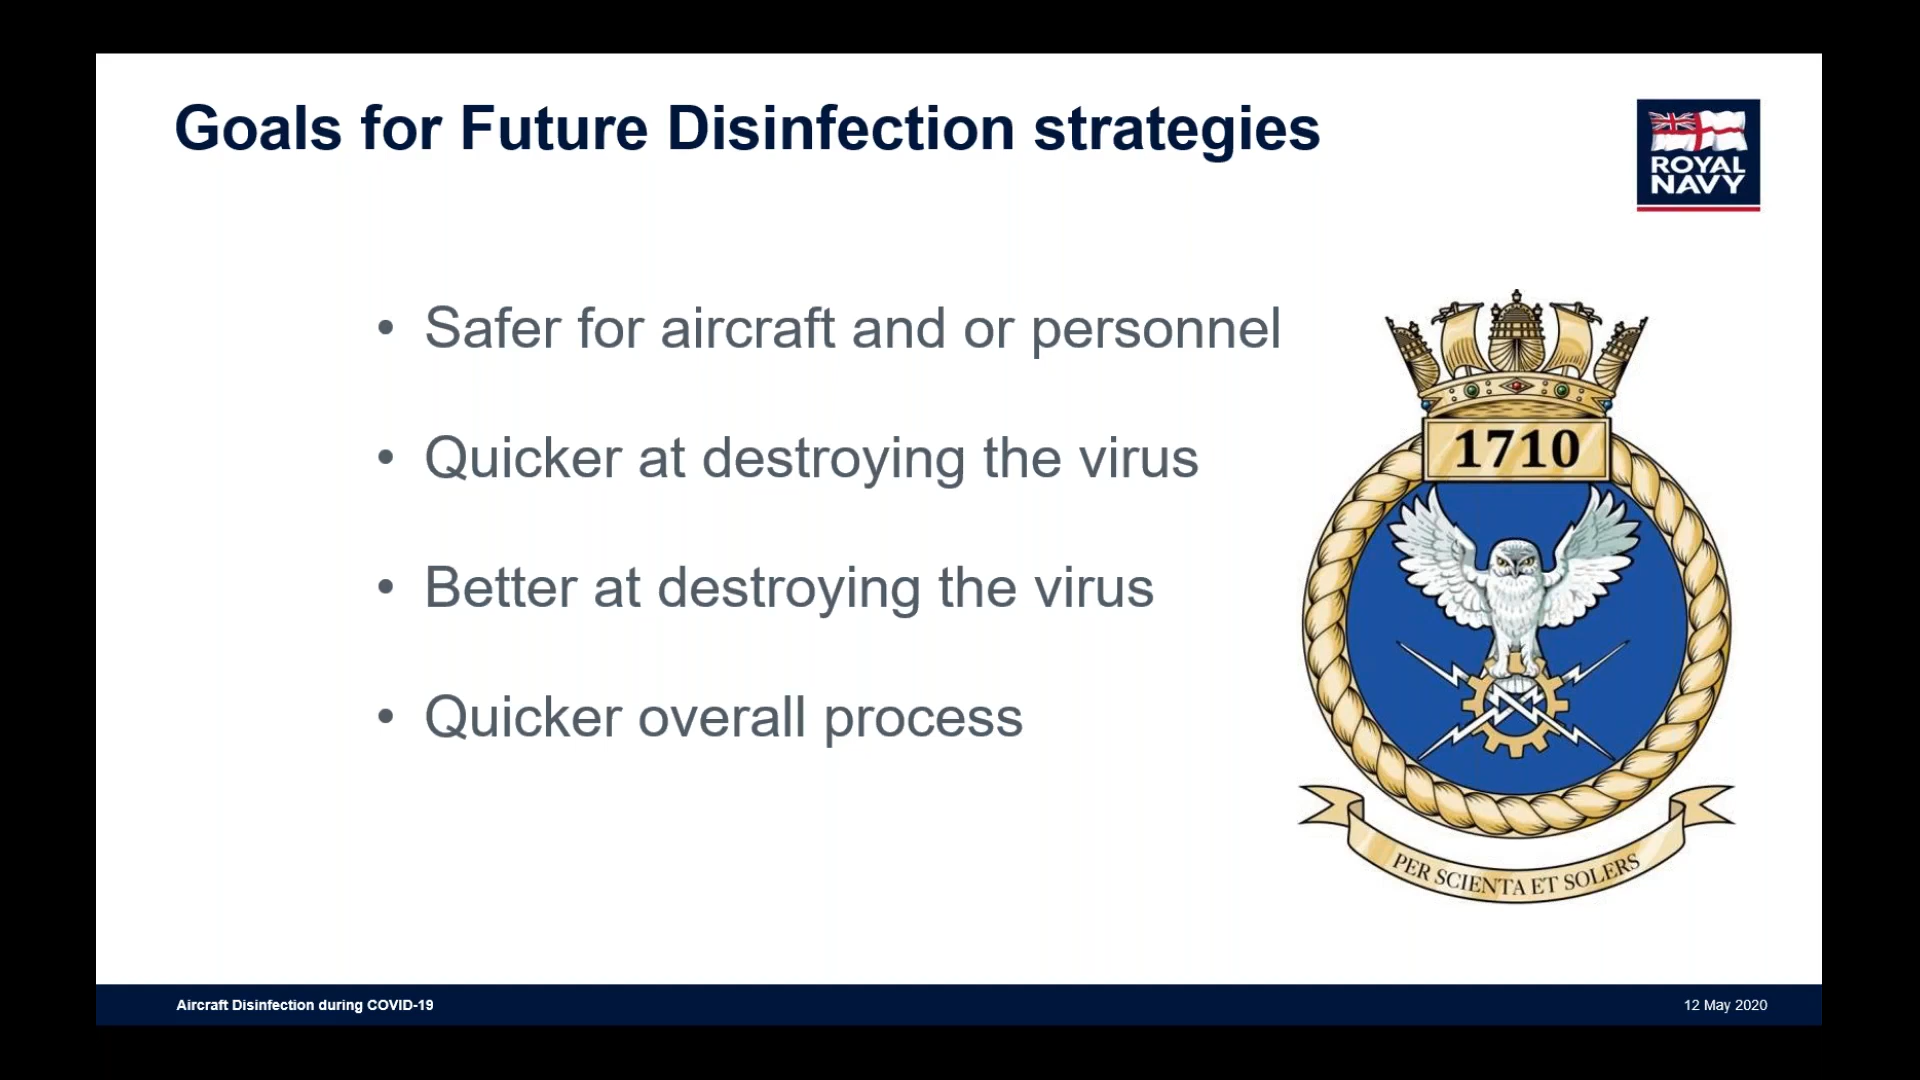 Goals for Future Disinfection strategies
ROYAL
NAVY
• Safer for aircraft and or personnel
• Quicker at destroying the virus
• Better at destroying the virus
• Quicker overall process
1710
PER SCIENTA ET SOLERS
Aircraft Disinfection during COVID-19
12 May 2020